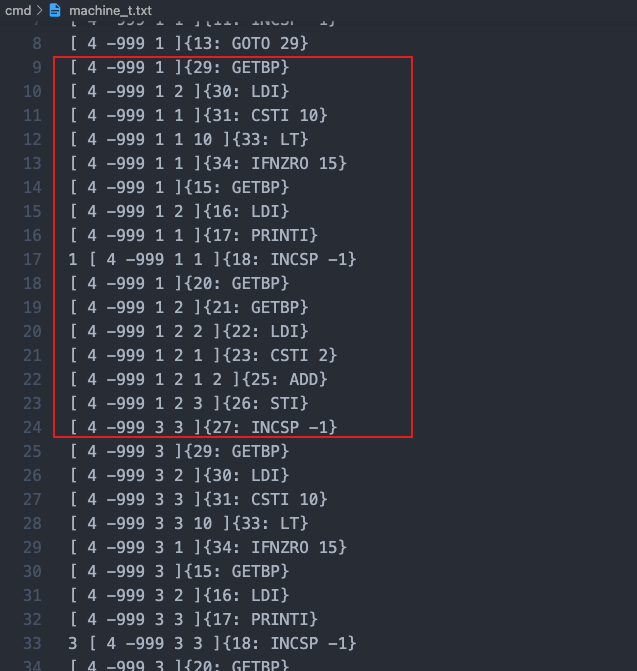 cmd > machine_t.txt
7 [ 4 -999 1 1 ]{11: INCSP -1}
8 [ 4 -999 1 ]{13: GOTO 29}
9 [ 4 -999 1 ]{29: GETBP}
10 [ 4 -999 1 2 ]{30: LDI}
11 [ 4 -999 1 1 ]{31: CSTI 10}
12 [ 4 -999 1 1 10 ]{33: LT}
13 [ 4 -999 1 1 ]{34: IFNZRO 15}
14 [ 4 -999 1 ]{15: GETBP}
15 [ 4 -999 1 2 ]{16: LDI}
16 [ 4 -999 1 1 ]{17: PRINTI}
17 1 [ 4 -999 1 1 ]{18: INCSP -1}
18 [ 4 -999 1 ]{20: GETBP}
19 [ 4 -999 1 2 ]{21: GETBP}
20 [ 4 -999 1 2 2 ]{22: LDI}
21 [ 4 -999 1 2 1 ]{23: CSTI 2}
22 [ 4 -999 1 2 1 2 ]{25: ADD}
23 [ 4 -999 1 2 3 ]{26: STI}
24 [ 4 -999 3 3 ]{27: INCSP -1}
25 [ 4 -999 3 ]{29: GETBP}
26 [ 4 -999 3 2 ]{30: LDI}
27 [ 4 -999 3 3 ]{31: CSTI 10}
28 [ 4 -999 3 3 10 ]{33: LT}
29 [ 4 -999 3 1 ]{34: IFNZRO 15}
30 [ 4 -999 3 ]{15: GETBP}
31 [ 4 -999 3 2 ]{16: LDI}
32 [ 4 -999 3 3 ]{17: PRINTI}
33 3 [ 4 -999 3 3 ]{18: INCSP -1}
34 [ 4 -999 3 ]{20: GETBP}